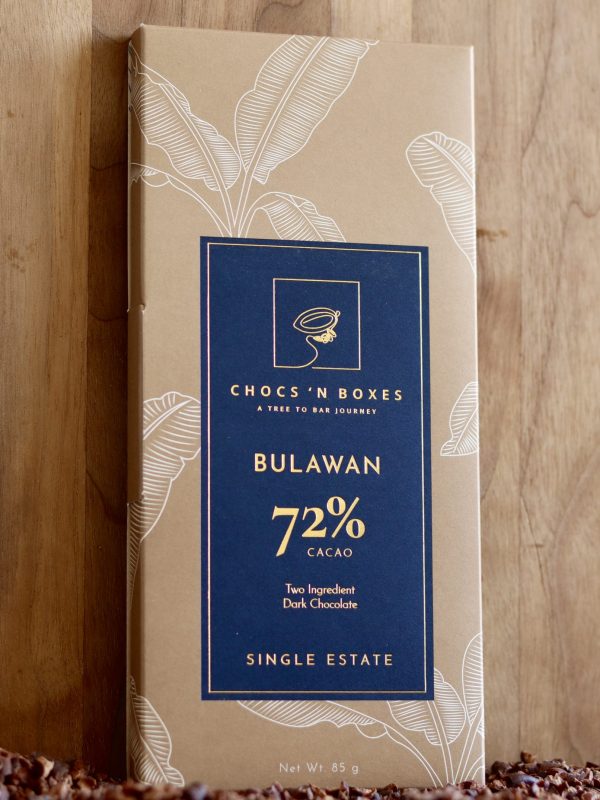 CHOCS 'N BOXES
A TREE TO BAR JOURNEY
BULAWAN
72%
CACAO
Two Ingredient
Dark Chocolate
SINGLE ESTATE
Net Wt. 85 g